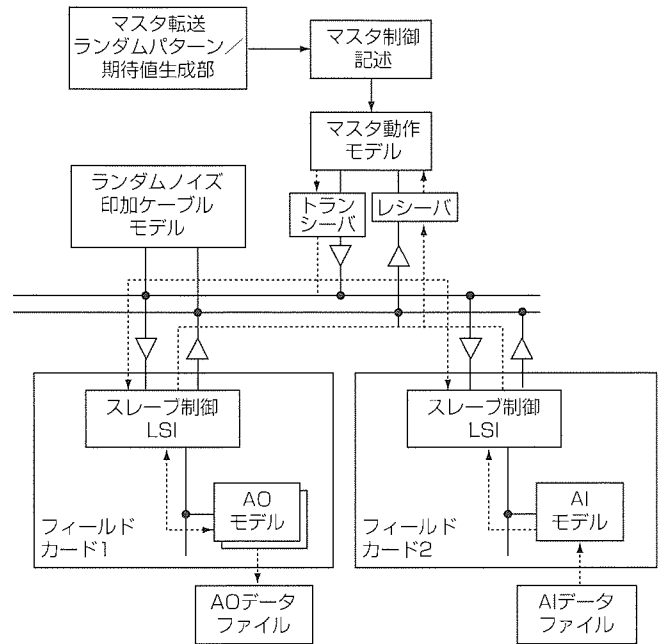 マスタ転送
ランダムパターン／
期待値生成部
マスタ制御
記述
マスタ動作
モデル
ランダムノイズ
印加ケーブル
モデル
トラン
シーバ
レシーバ
スレーブ制御
LSI
スレーブ制御
LSI
AO
モデル
AI
モデル
フィールド
カード1
フィールド
カード2
AOデータ
ファイル
AIデータ
ファイル